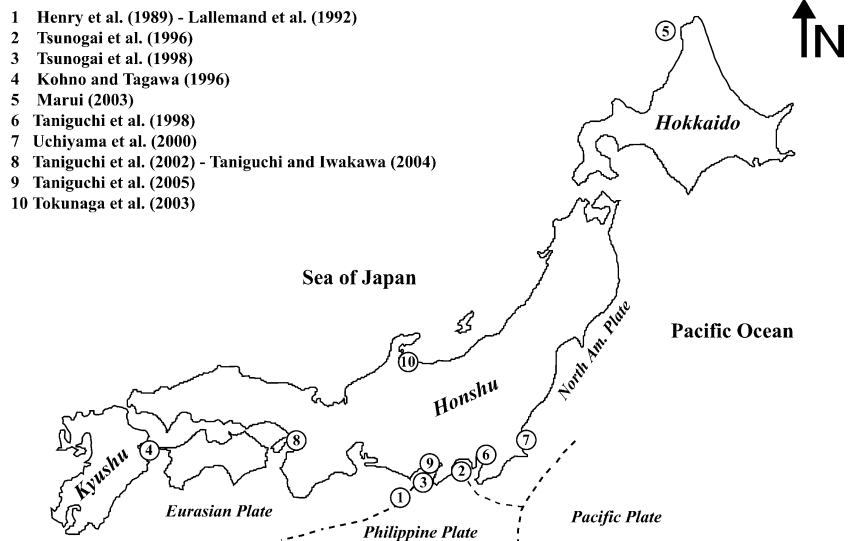 1 Henry et al. (1989) - Lallemand et al. (1992)
2 Tsunogai et al. (1996)
3 Tsunogai et al. (1998)
4 Kohno and Tagawa (1996)
5 Marui (2003)
6 Taniguchi et al. (1998)
7 Uchiyama et al. (2000)
8 Taniguchi et al. (2002) - Taniguchi and Iwakawa (2004)
9 Taniguchi et al. (2005)
10 Tokunaga et al. (2003)
5
N
Hokkaido
Sea of Japan
Pacific Ocean
North Am. Plate
10
Honshu
8
7
4
6
9
2
3
1
Kyushu
Eurasian Plate
Philippine Plate
Pacific Plate